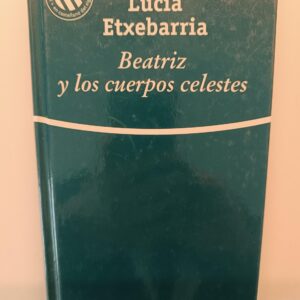 Lucía
Etxebarria
Beatriz
y los cuerpos celestes